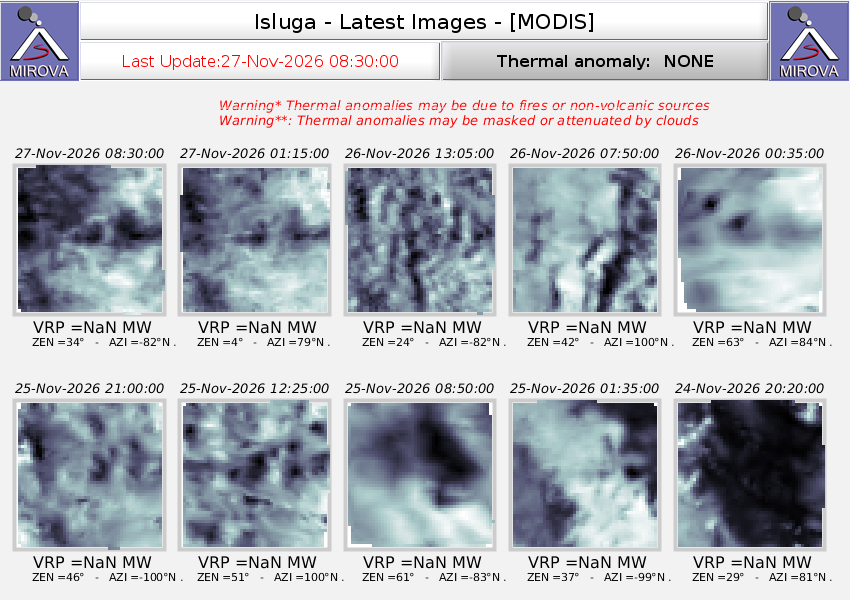 Isluga - Latest Images - [MODIS]
MIROVA
Last Update:27-Nov-2026 08:30:00
Thermal anomaly: NONE
MIROVA
Warning* Thermal anomalies may be due to fires or non-volcanic sources
Warning**: Thermal anomalies may be masked or attenuated by clouds
27-Nov-2026 08:30:00 27-Nov-2026 01:15:00 26-Nov-2026 13:05:00 26-Nov-2026 07:50:00 26-Nov-2026 00:35:00
VRP =NaN MW VRP =NaN MW VRP =NaN MW VRP =NaN MW VRP =NaN MW
ZEN =34° - AZI =-82°N . ZEN =4° - AZI =79°N . ZEN =24° - AZI =-82°N . ZEN =42° - AZI =100°N . ZEN =63° - AZI =84°N .
25-Nov-2026 21:00:00 25-Nov-2026 12:25:00 25-Nov-2026 08:50:00 25-Nov-2026 01:35:00 24-Nov-2026 20:20:00
VRP =NaN MW VRP =NaN MW VRP =NaN MW VRP =NaN MW VRP =NaN MW
ZEN =46° - AZI =-100°N . ZEN =51° - AZI =100°N . ZEN =61° - AZI =-83°N . ZEN =37° - AZI =-99°N . ZEN =29° - AZI =81°N .